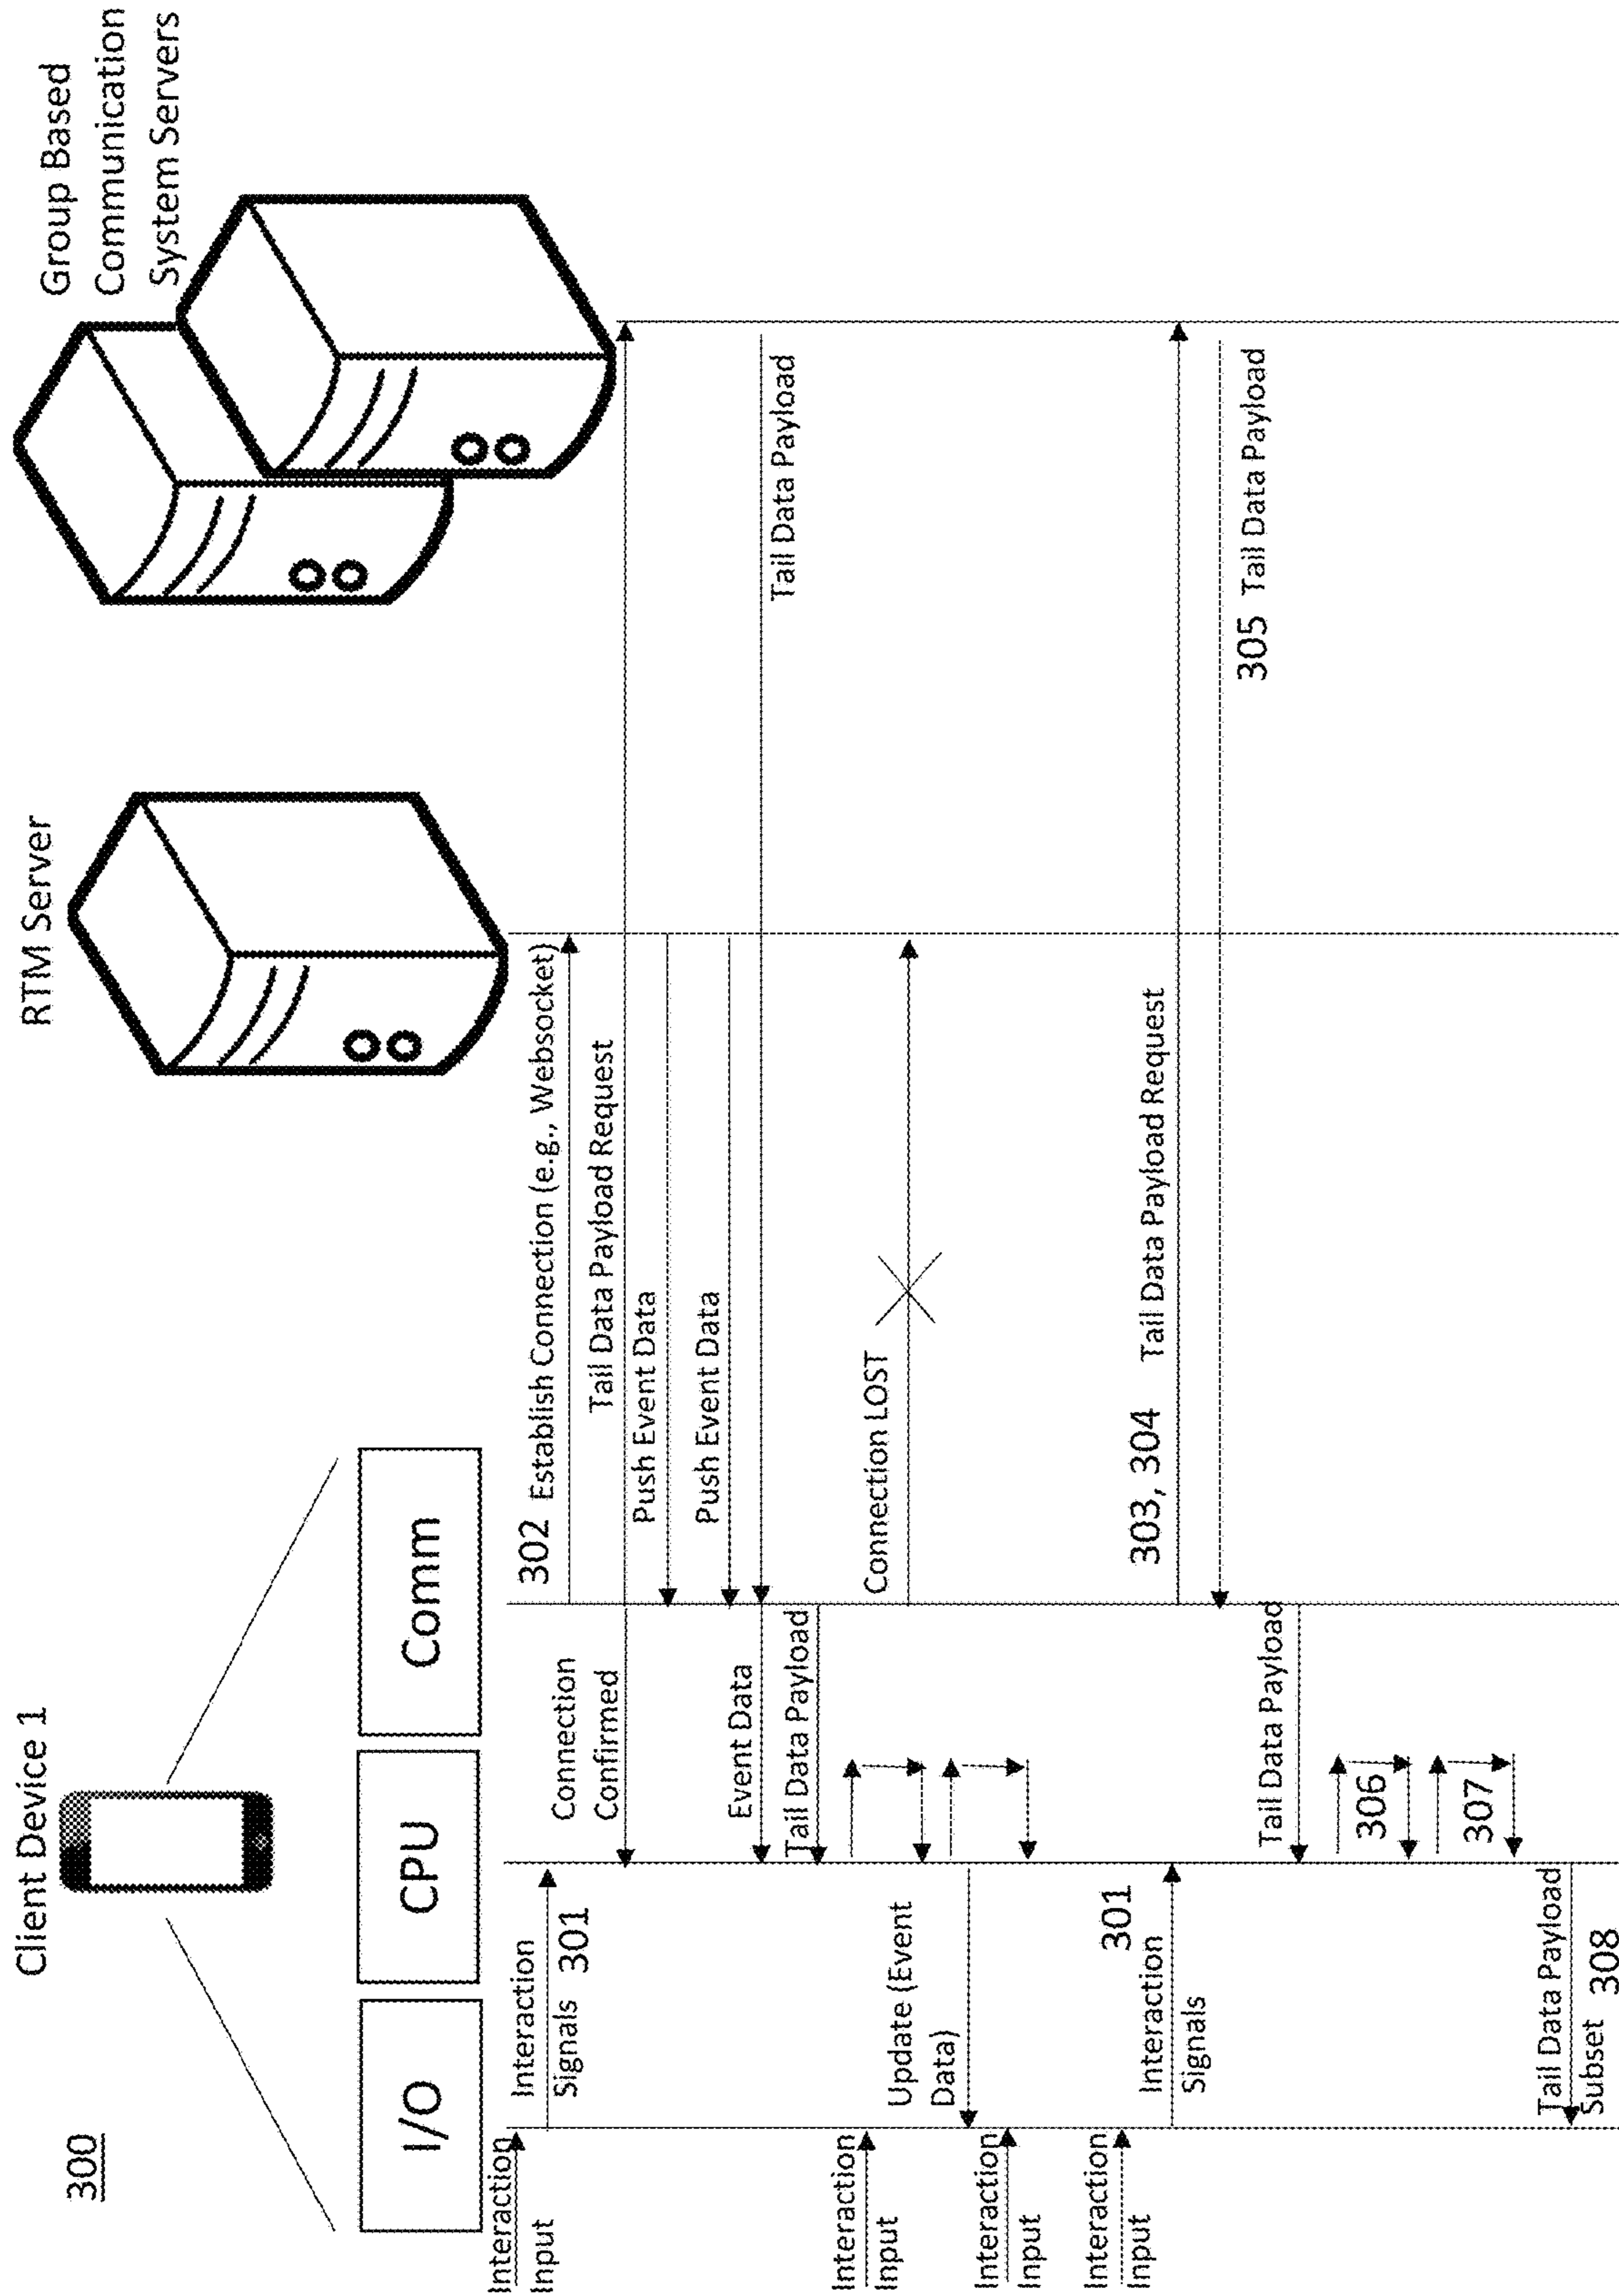 300
Client Device 1
RTM Server
Group Based
Communication
System Servers
I/O
CPU
Comm
Interaction
Input
Interaction
Signals 301
302 Establish Connection (e.g., Websocket)
Connection
Confirmed
Tail Data Payload Request
Push Event Data
Push Event Data
Event Data
Tail Data Payload
Tail Data Payload
Interaction
Input
Update (Event
Data)
Connection LOST
Interaction
Input
Interaction
Input
301
Interaction
Signals
303, 304 Tail Data Payload Request
305 Tail Data Payload
Tail Data Payload
306
307
Tail Data Payload
Subset 308